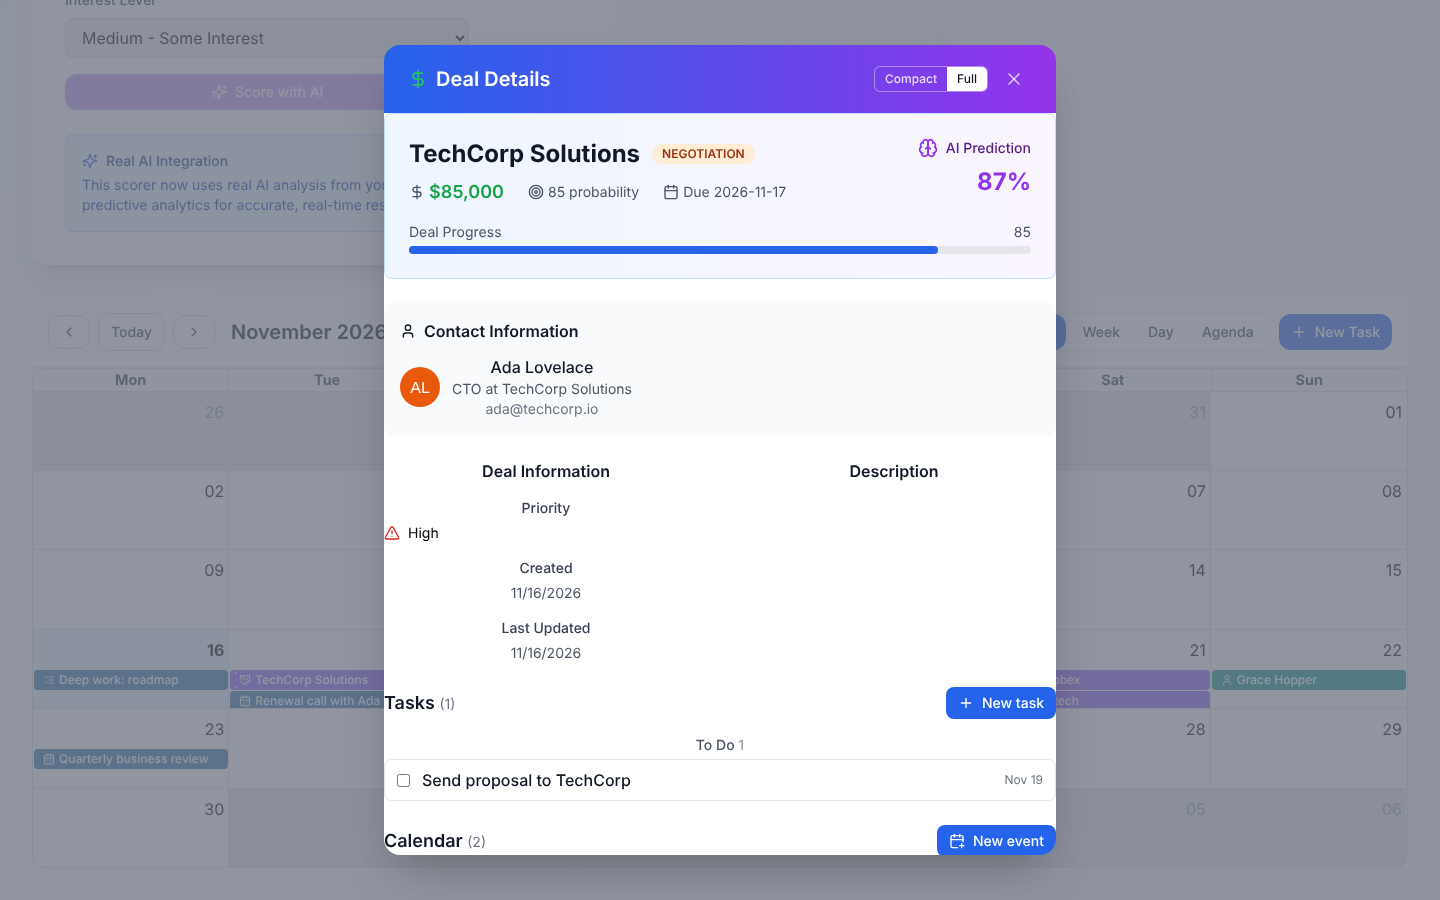 Interest Level
Medium - Some Interest
Score with AI
Real AI Integration
This scorer now uses real AI analysis from yo
predictive analytics for accurate, real-time res
Deal Details
Compact
Full
TechCorp Solutions
NEGOTIATION
AI Prediction
$85,000
85 probability
Due 2026-11-17
87%
Deal Progress
85
Contact Information
AL
Ada Lovelace
CTO at TechCorp Solutions
ada@techcorp.io
Deal Information
Description
Priority
High
Created
11/16/2026
Last Updated
11/16/2026
Tasks (1)
New task
To Do 1
Send proposal to TechCorp
Nov 19
Calendar (2)
New event
Today
November 2026
Week
Day
Agenda
New Task
Mon
Tue
Sat
Sun
26
31
01
02
07
08
09
14
15
16
21
22
Deep work: roadmap
TechCorp Solutions
obex
Grace Hopper
Renewal call with Ada
tech
23
28
29
Quarterly business review
30
05
06